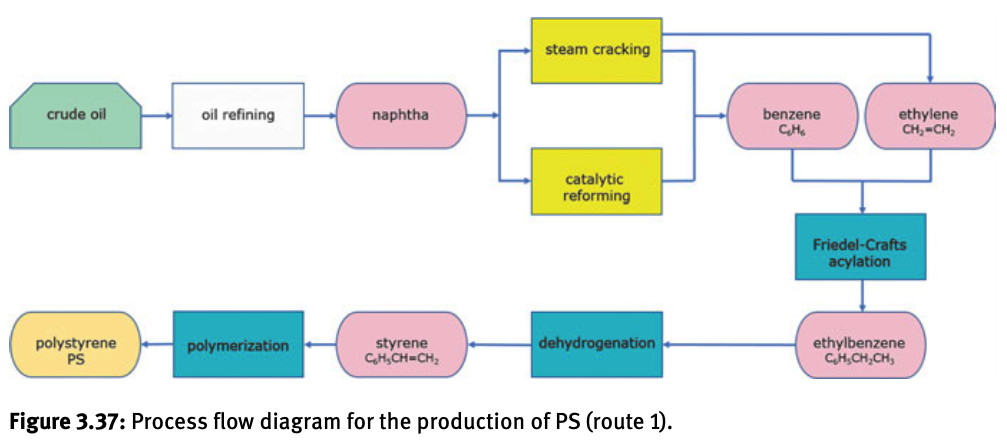 crude oil
oil refining
naphtha
steam cracking
catalytic
reforming
benzene
C₆H₆
ethylene
CH₂=CH₂
Friedel-Crafts
acylation
ethylbenzene
C₆H₅CH₂CH₃
dehydrogenation
styrene
C₆H₅CH=CH₂
polymerization
polystyrene
PS
Figure 3.37: Process flow diagram for the production of PS (route 1).